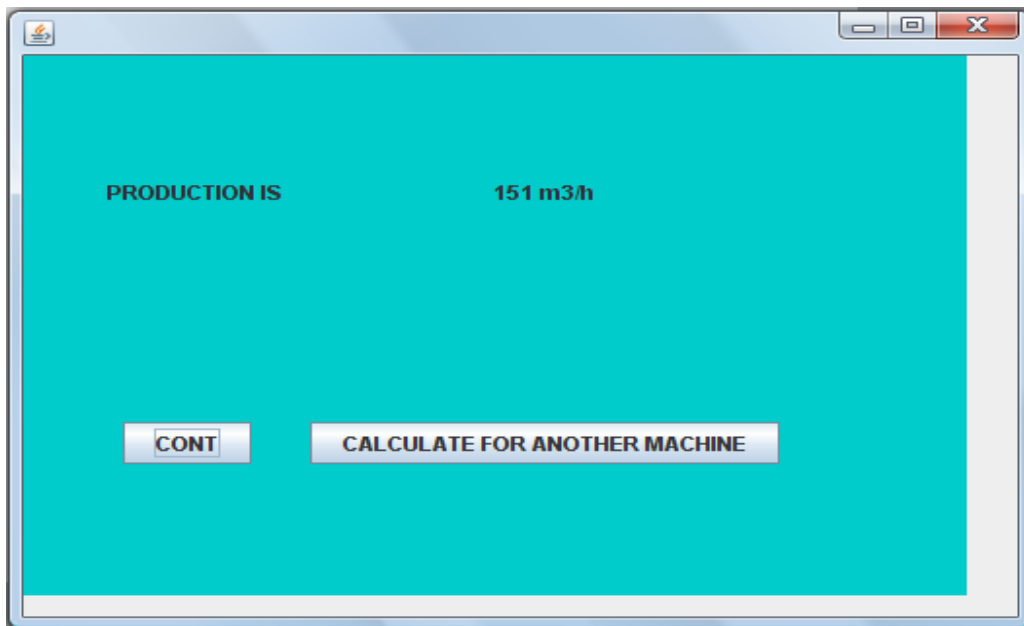 PRODUCTION IS 151 m3/h
CONT CALCULATE FOR ANOTHER MACHINE